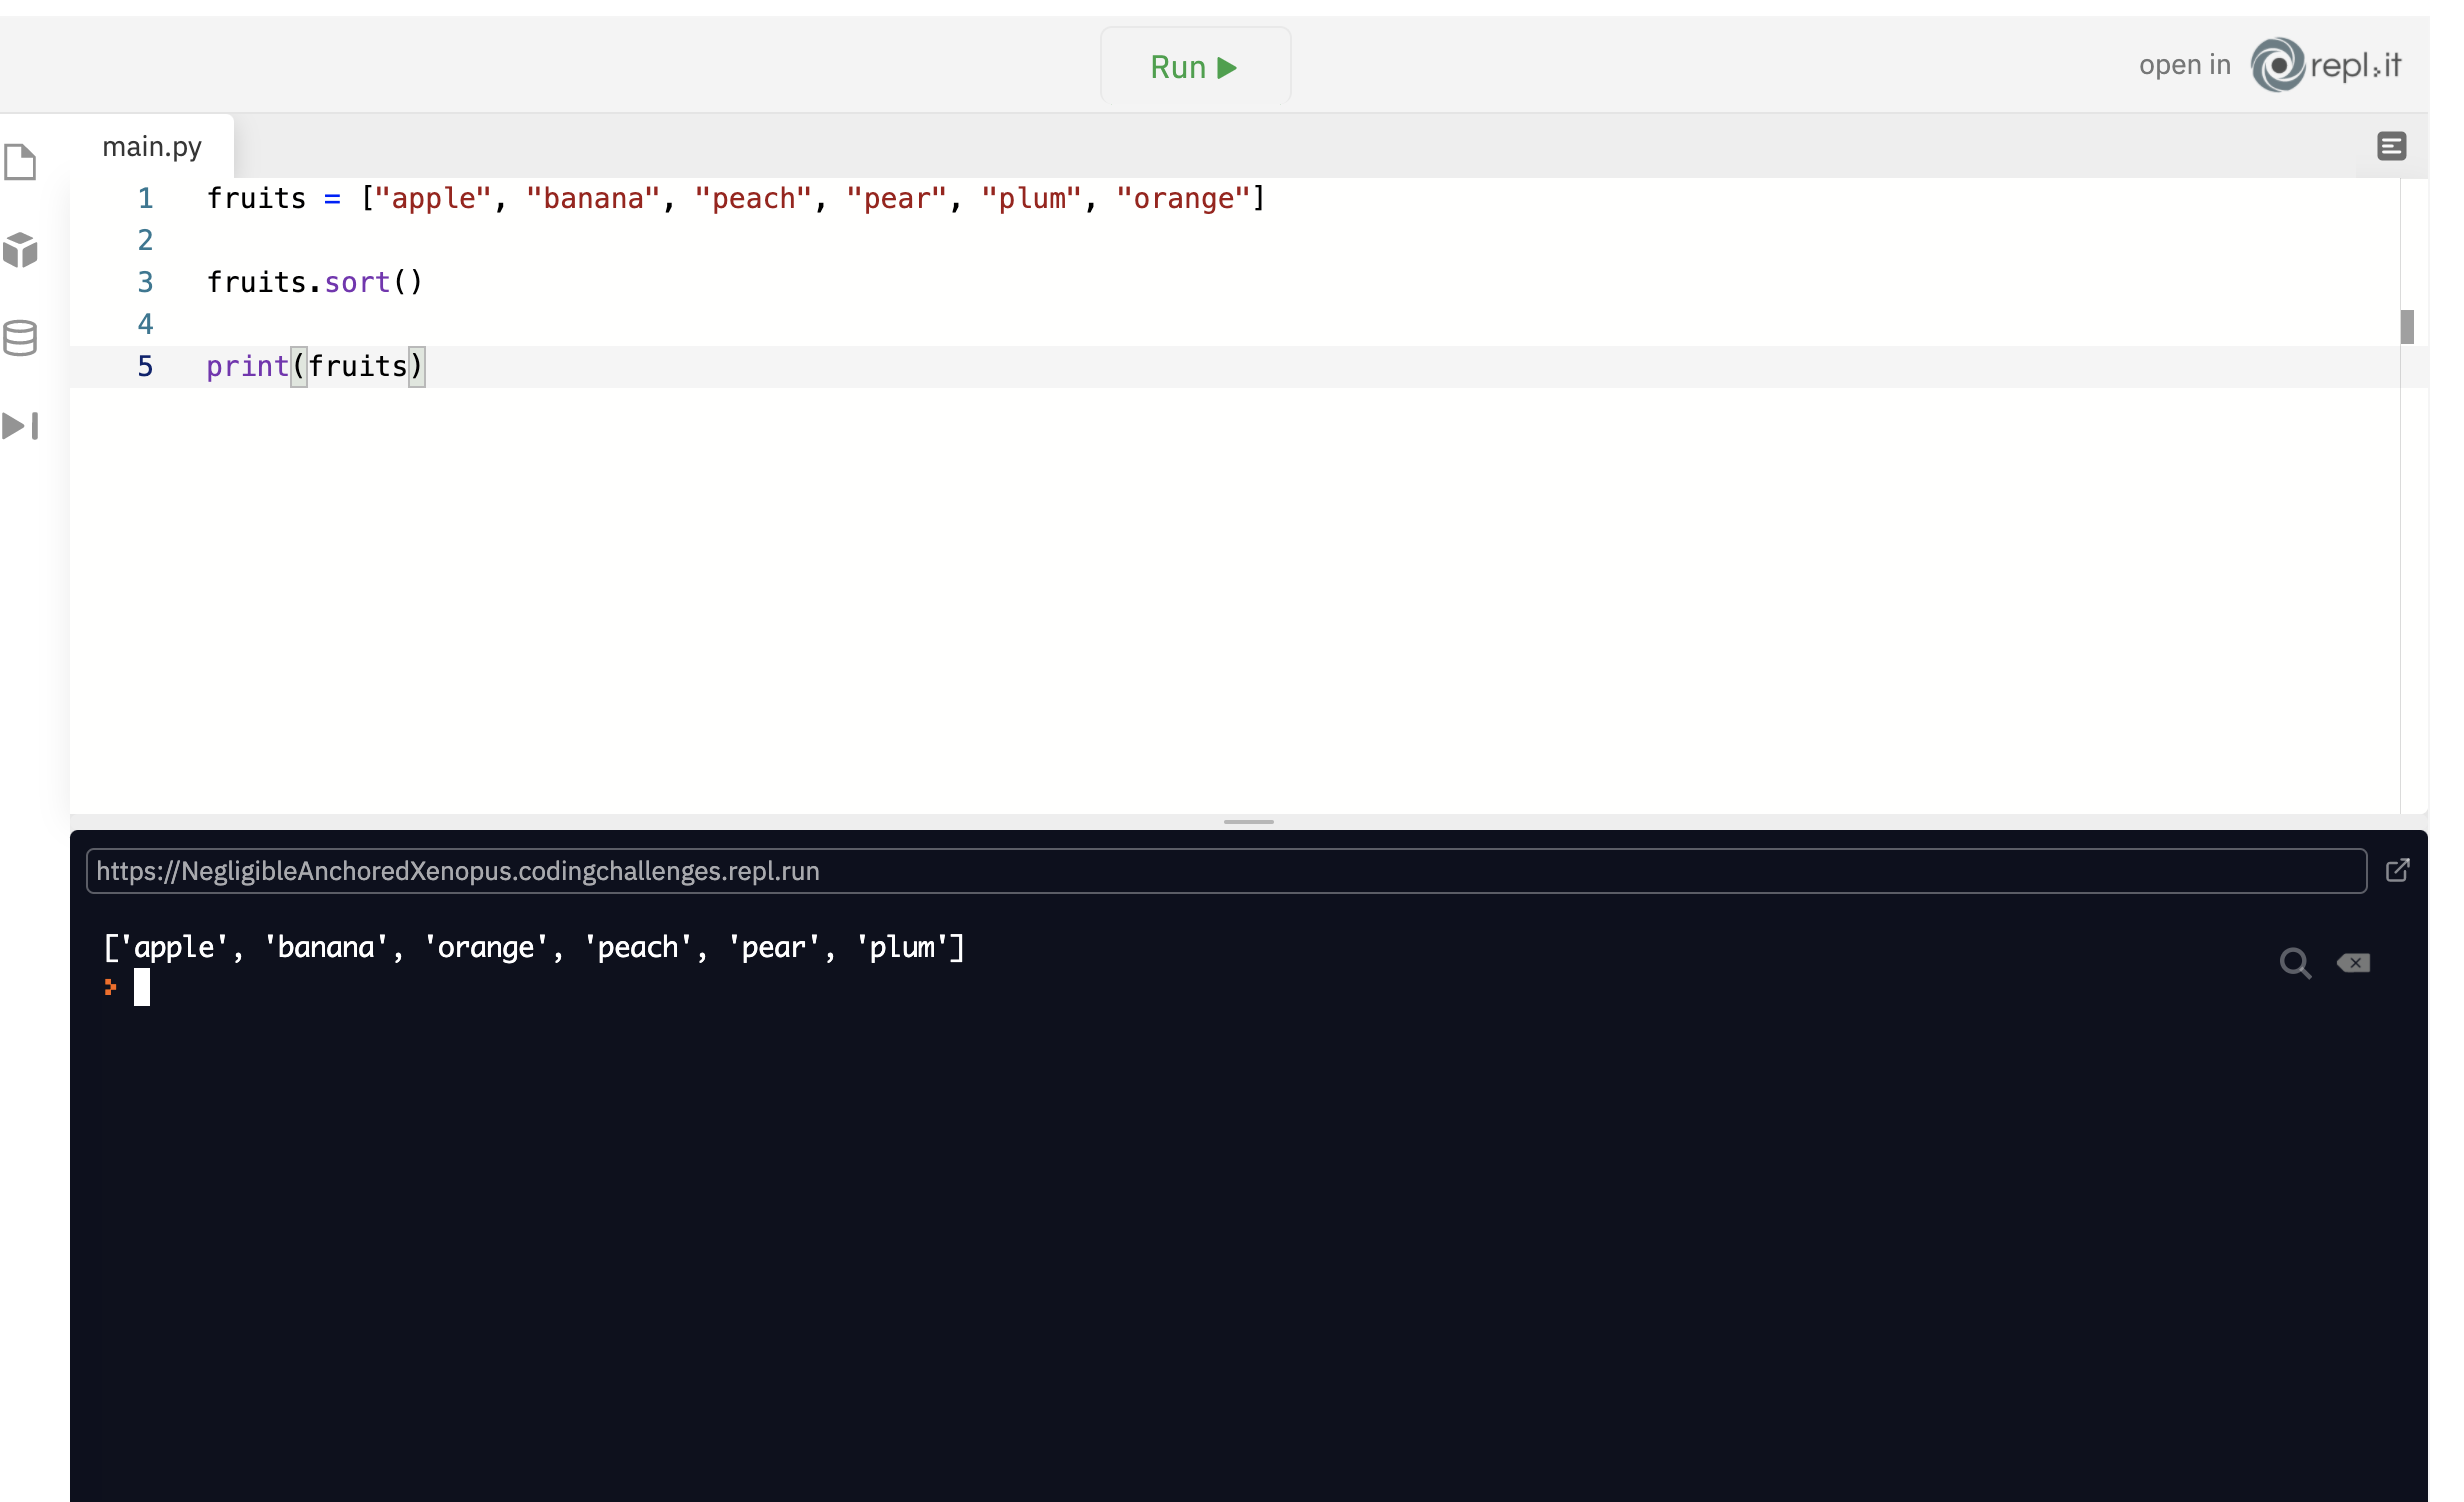 Run
open in repl.it
main.py
1 fruits = ["apple", "banana", "peach", "pear", "plum", "orange"]
2
3 fruits.sort()
4
5 print(fruits)
https://NegligibleAnchoredXenopus.codingchallenges.repl.run
['apple', 'banana', 'orange', 'peach', 'pear', 'plum']